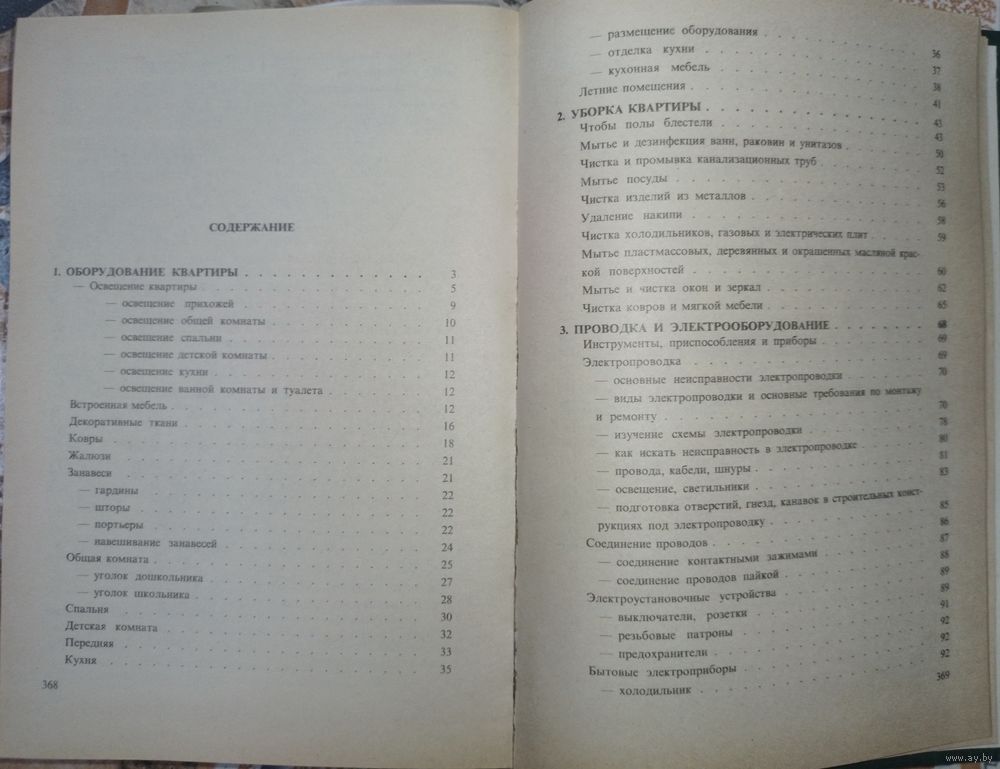 СОДЕРЖАНИЕ
1. ОБОРУДОВАНИЕ КВАРТИРЫ . . . . . . . . . . 3
— Освещение квартиры . . . . . . . . . . 5
— освещение прихожей . . . . . . . . . . 9
— освещение общей комнаты . . . . . . . . . . 10
— освещение спальни . . . . . . . . . . 11
— освещение детской комнаты . . . . . . . . . . 11
— освещение кухни . . . . . . . . . . 12
— освещение ванной комнаты и туалета . . . . . . . . 12
Встроенная мебель . . . . . . . . . . 12
Декоративные ткани . . . . . . . . . . 16
Ковры . . . . . . . . . . 18
Жалюзи . . . . . . . . . . 21
Занавеси . . . . . . . . . . 21
— гардины . . . . . . . . . . 22
— шторы . . . . . . . . . . 22
— портьеры . . . . . . . . . . 22
— навешивание занавесей . . . . . . . . . . 24
Общая комната . . . . . . . . . . 25
— уголок дошкольника . . . . . . . . . . 27
— уголок школьника . . . . . . . . . . 28
Спальня . . . . . . . . . . 30
Детская комната . . . . . . . . . . 32
Передняя . . . . . . . . . . 33
Кухня . . . . . . . . . . 35
368
— размещение оборудования . . . . . . . . . . 36
— отделка кухни . . . . . . . . . . 37
— кухонная мебель . . . . . . . . . . 38
Летние помещения . . . . . . . . . . 41
2. УБОРКА КВАРТИРЫ . . . . . . . . . . 43
Чтобы полы блестели . . . . . . . . . . 43
Мытье и дезинфекция ванн, раковин и унитазов . . . . . . 50
Чистка и промывка канализационных труб . . . . . . . 52
Мытье посуды . . . . . . . . . . 53
Чистка изделий из металлов . . . . . . . . . . 56
Удаление накипи . . . . . . . . . . 58
Чистка холодильников, газовых и электрических плит . . . . 59
Мытье пластмассовых, деревянных и окрашенных масляной крас-
кой поверхностей . . . . . . . . . . 60
Мытье и чистка окон и зеркал . . . . . . . . . . 62
Чистка ковров и мягкой мебели . . . . . . . . . . 65
3. ПРОВОДКА И ЭЛЕКТРООБОРУДОВАНИЕ . . . . . . . 68
Инструменты, приспособления и приборы . . . . . . . 69
Электропроводка . . . . . . . . . . 69
— основные неисправности электропроводки . . . . . . 70
— виды электропроводки и основные требования по монтажу
и ремонту . . . . . . . . . . 70
— изучение схемы электропроводки . . . . . . . . 78
— как искать неисправность в электропроводке . . . . . 80
— провода, кабели, шнуры . . . . . . . . . . 81
— освещение, светильники . . . . . . . . . . 83
— подготовка отверстий, гнезд, канавок в строительных конст-
рукциях под электропроводку . . . . . . . . 85
Соединение проводов . . . . . . . . . . 86
— соединение контактными зажимами . . . . . . . 87
— соединение проводов пайкой . . . . . . . . 88
Электроустановочные устройства . . . . . . . . 89
— выключатели, розетки . . . . . . . . . . 89
— резьбовые патроны . . . . . . . . . . 91
— предохранители . . . . . . . . . . 92
Бытовые электроприборы . . . . . . . . . . 92
— холодильник . . . . . . . . . . 92
369
www.ay.by